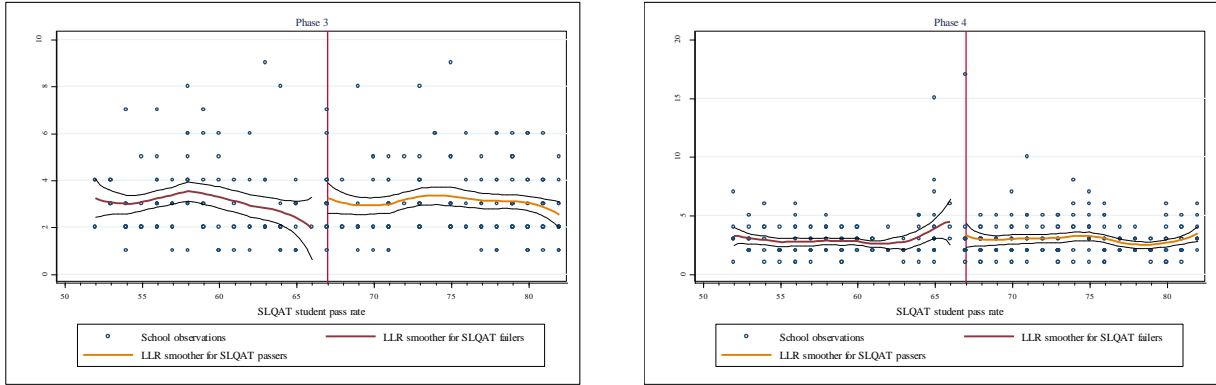 Phase 3
10
8
6
4
2
0
50 55 60 65 70 75 80
SLQAT student pass rate
School observations LLR smoother for SLQAT failers
LLR smoother for SLQAT passers
Phase 4
20
15
10
5
0
50 55 60 65 70 75 80
SLQAT student pass rate
School observations LLR smoother for SLQAT failers
LLR smoother for SLQAT passers